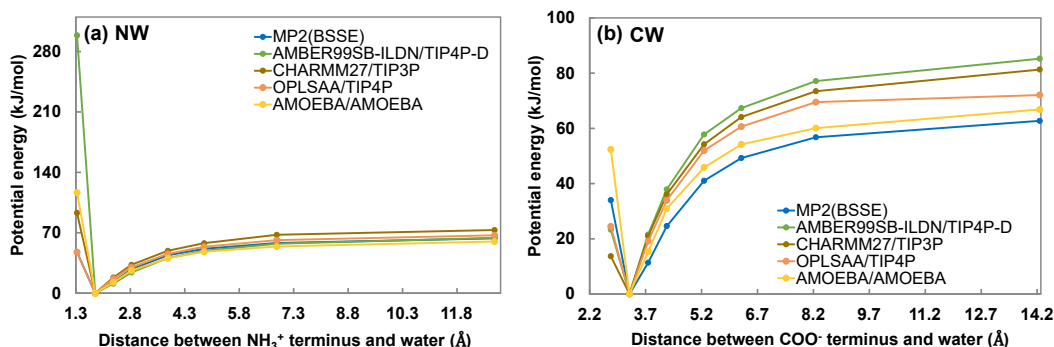 (a) NW
Potential energy (kJ/mol)
280
210
140
70
0
MP2(BSSE)
AMBER99SB-ILDN/TIP4P-D
CHARMM27/TIP3P
OPLSAA/TIP4P
AMOEBA/AMOEBA
1.3 2.8 4.3 5.8 7.3 8.8 10.3 11.8
Distance between NH₃⁺ terminus and water (Å)
(b) CW
Potential energy (kJ/mol)
100
80
60
40
20
0
MP2(BSSE)
AMBER99SB-ILDN/TIP4P-D
CHARMM27/TIP3P
OPLSAA/TIP4P
AMOEBA/AMOEBA
2.2 3.7 5.2 6.7 8.2 9.7 11.2 12.7 14.2
Distance between COO⁻ terminus and water (Å)